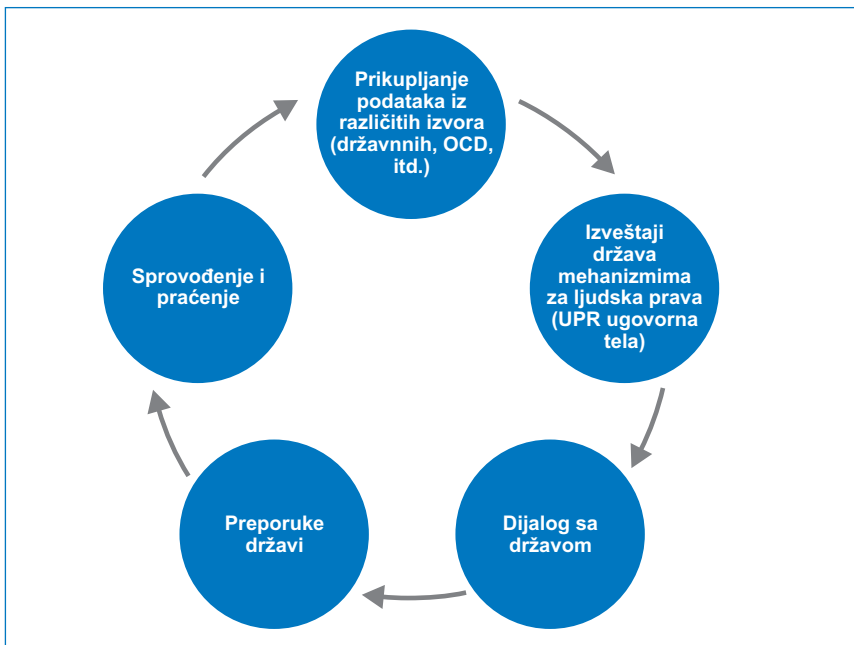 Prikupljanje
podataka iz
različitih izvora
(državnnih, OCD,
itd.)
Izveštaji
država
mehanizmima
za ljudska prava
(UPR ugovorna
tela)
Dijalog sa
državom
Preporuke
državi
Sprovođenje i
praćenje